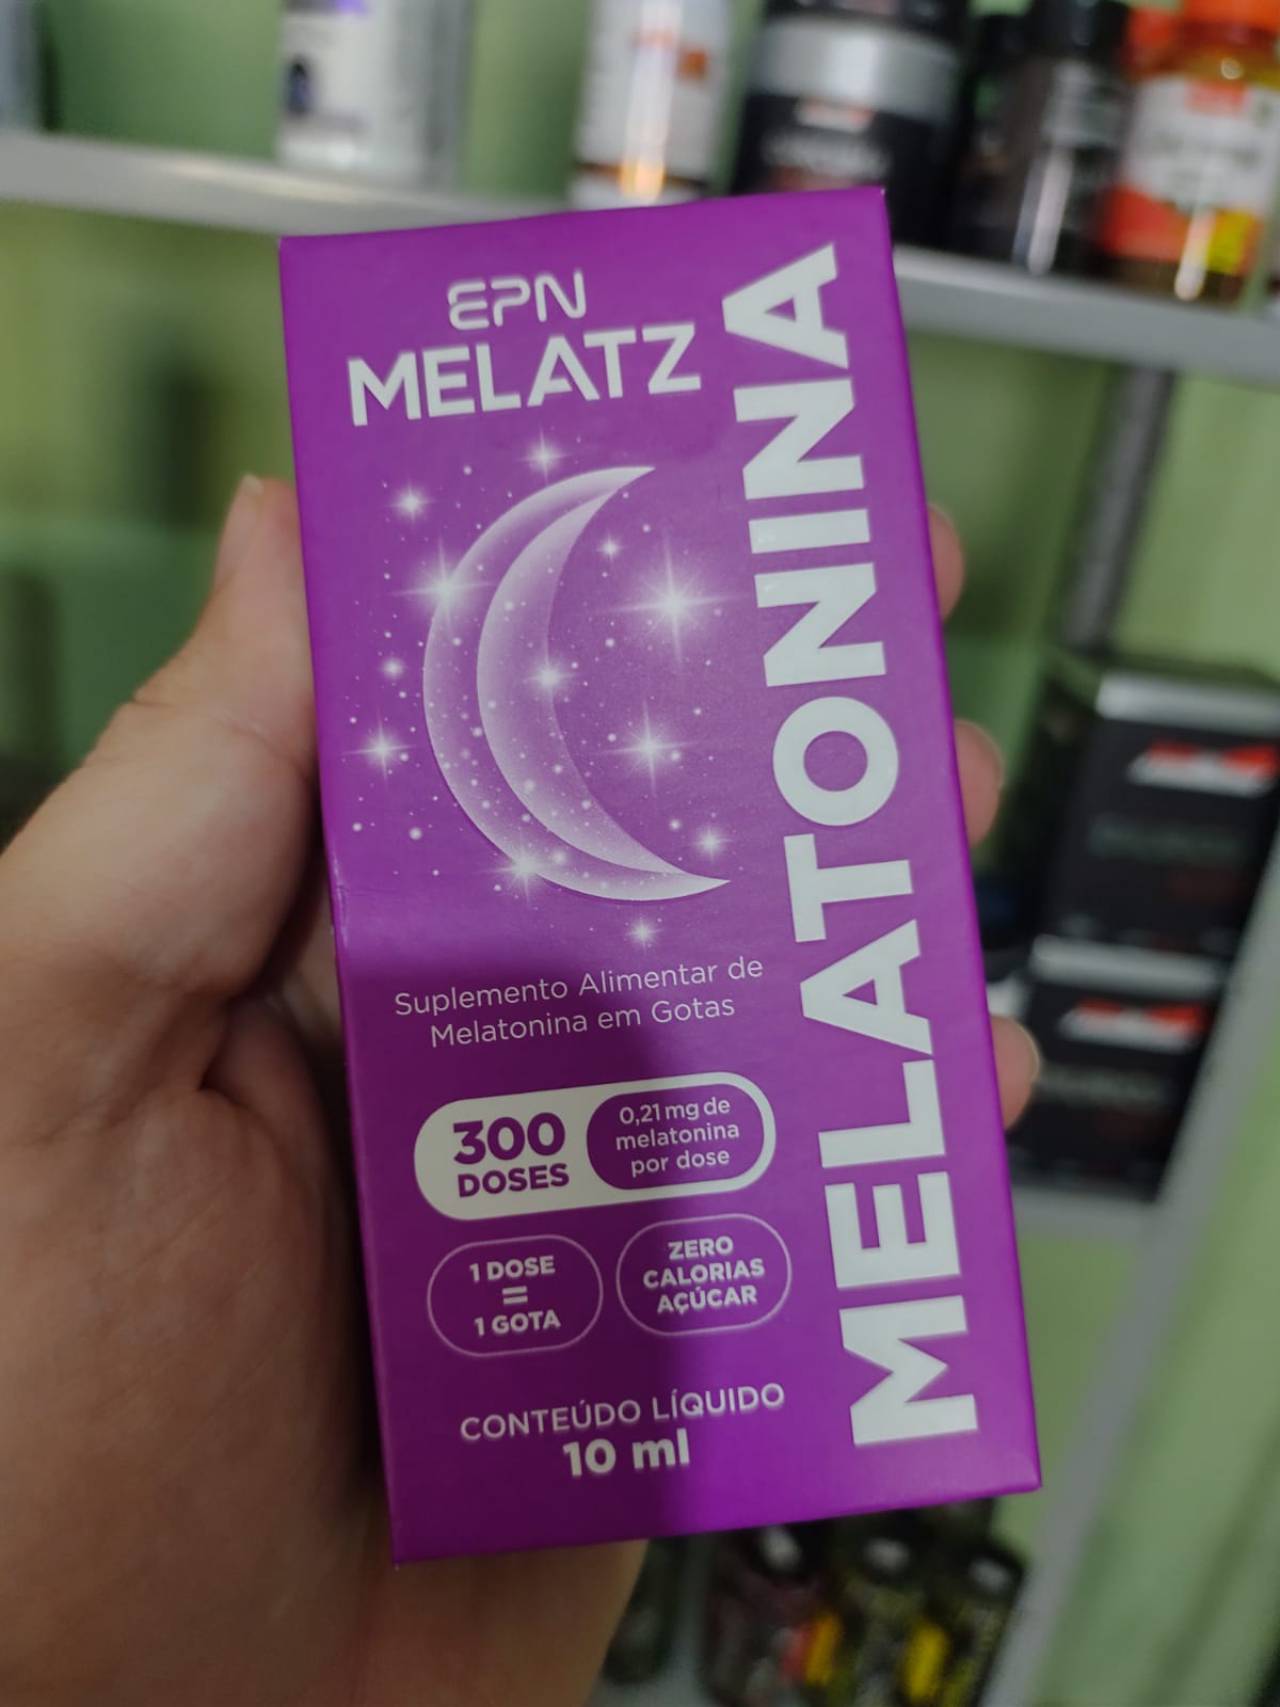 EPN
MELATZ
MELATONINA
Suplemento Alimentar de
Melatonina em Gotas
300
DOSES
0,21 mg de
melatonina
por dose
1 DOSE
=
1 GOTA
ZERO
CALORIAS
AÇÚCAR
CONTEÚDO LÍQUIDO
10 ml